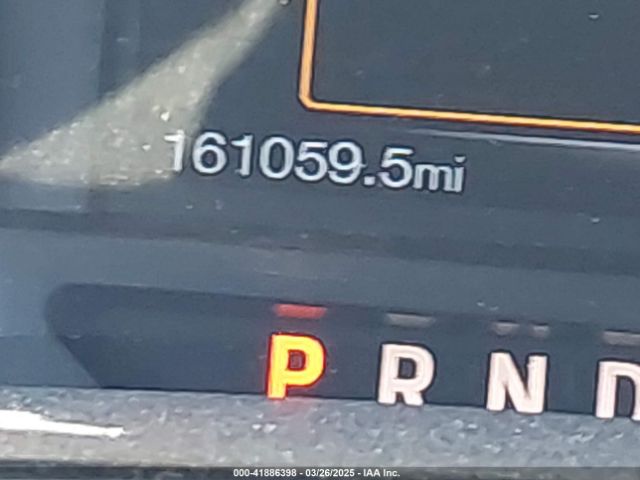 161059.5mi
P R N D
000-41886398 - 03/26/2025 - IAA Inc.